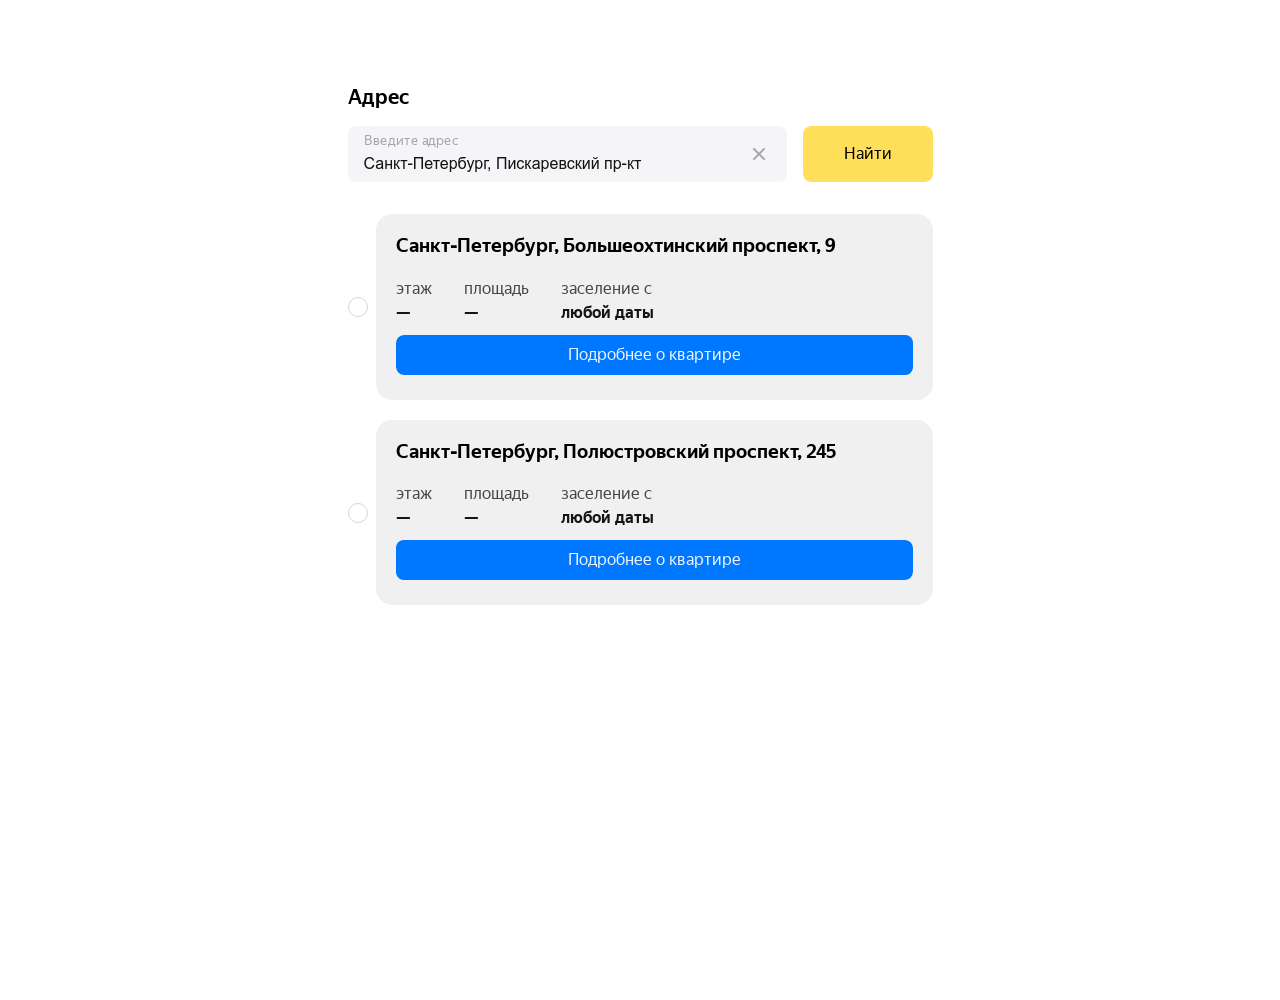 Адрес
Введите адрес
Санкт-Петербург, Пискаревский пр-кт
Найти
Санкт-Петербург, Большеохтинский проспект, 9
этаж площадь заселение с
— — любой даты
Подробнее о квартире
Санкт-Петербург, Полюстровский проспект, 245
этаж площадь заселение с
— — любой даты
Подробнее о квартире